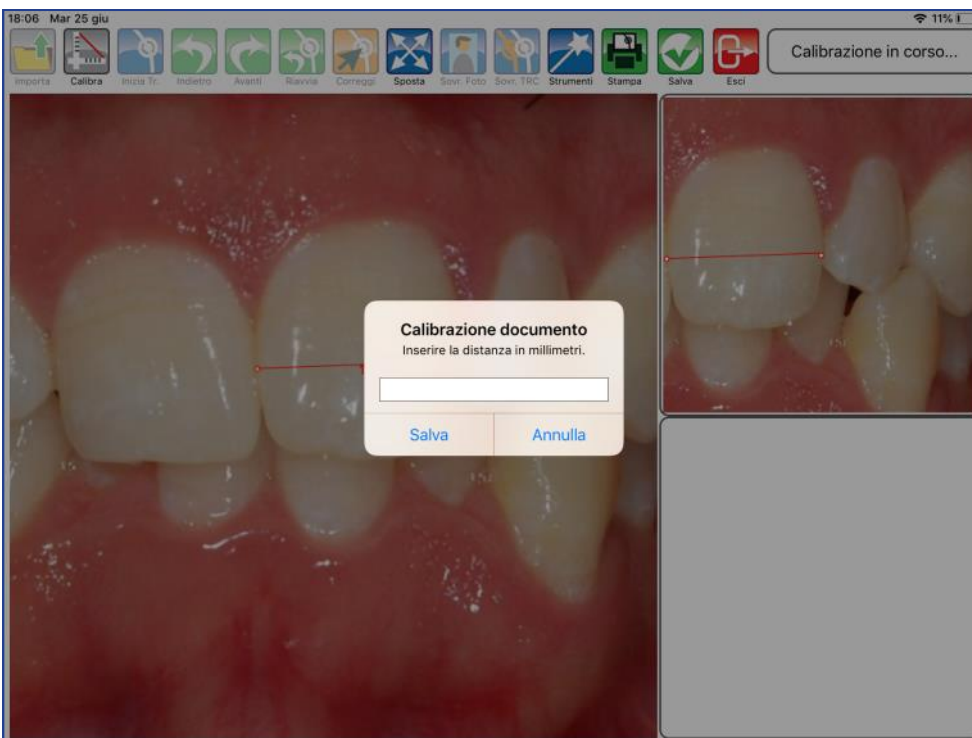 18:06 Mar 25 giu 11%
Importa Calibra Inizia Tr. Indietro Avanti Riavvia Correggi Sposta Sovr. Foto Sovr. TRC Strumenti Stampa Salva Esci
Calibrazione in corso...
Calibrazione documento
Inserire la distanza in millimetri.
Salva Annulla